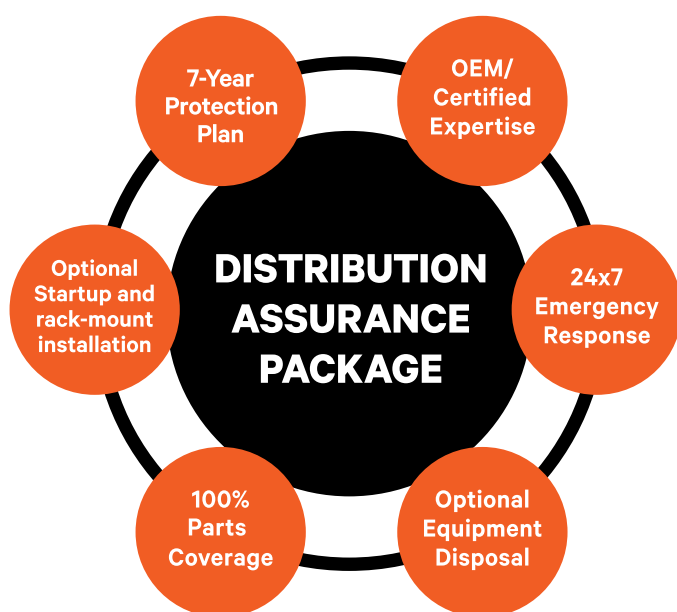 7-Year
Protection
Plan
OEM/
Certified
Expertise
Optional
Startup and
rack-mount
installation
DISTRIBUTION
ASSURANCE
PACKAGE
24x7
Emergency
Response
100%
Parts
Coverage
Optional
Equipment
Disposal